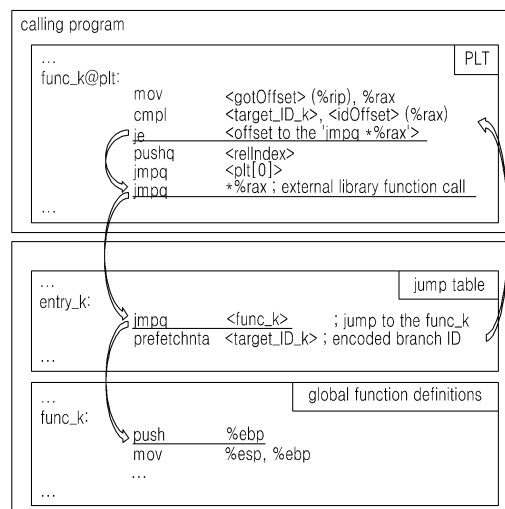 calling program
PLT
...
func_k@plt:
mov <gotOffset> (%rip), %rax
cmpl <target_ID_k>, <idOffset> (%rax)
je <offset to the 'jmpq *%rax'>
pushq <relIndex>
jmpq <plt[0]>
jmpq *%rax ; external library function call
...
jump table
...
entry_k:
jmpq <func_k> ; jump to the func_k
prefetchnta <target_ID_k> ; encoded branch ID
...
global function definitions
...
func_k:
push %ebp
mov %esp, %ebp
...
...